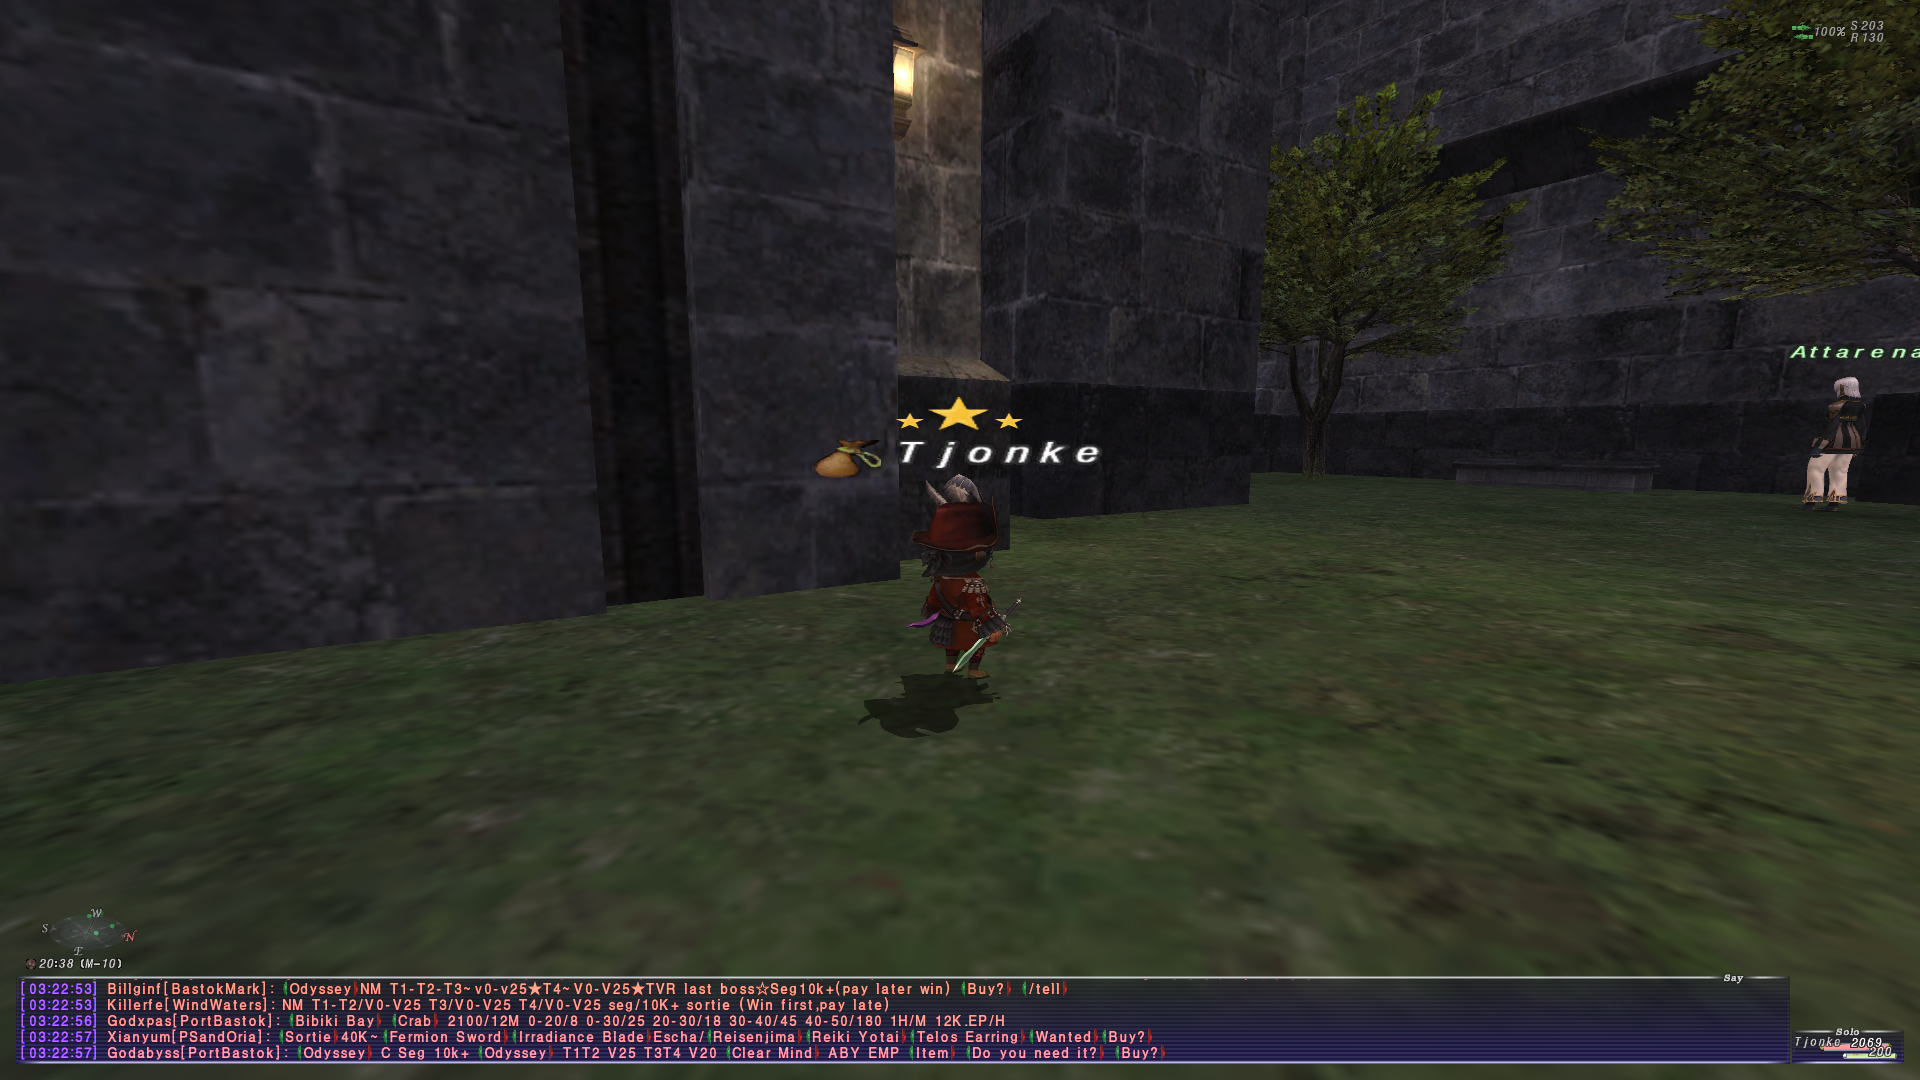 100% S 203
R 130
Attarena
Tjonke
W
S
N
E
20:38 (M-10)
Say
[03:22:53] Billginf[BastokMark]: Odyssey NM T1-T2-T3~v0-v25★T4~V0-V25★TVR last boss☆Seg10k+(pay later win) Buy? /tell
[03:22:53] Killerfe[WindWaters]: NM T1-T2/V0-V25 T3/V0-V25 T4/V0-V25 seg/10K+ sortie (Win first,pay late)
[03:22:56] Godxpas[PortBastok]: Bibiki Bay Crab 2100/12M 0-20/8 0-30/25 20-30/18 30-40/45 40-50/180 1H/M 12K.EP/H
[03:22:57] Xianyum[PSandOria]: Sortie 40K~ Fermion Sword Irradiance Blade Escha/ Reisenjima Reiki Yotai Telos Earring Wanted Buy?
[03:22:57] Godabyss[PortBastok]: Odyssey C Seg 10k+ Odyssey T1T2 V25 T3T4 V20 Clear Mind ABY EMP Item Do you need it? Buy?
Solo
Tjonke 2069
200